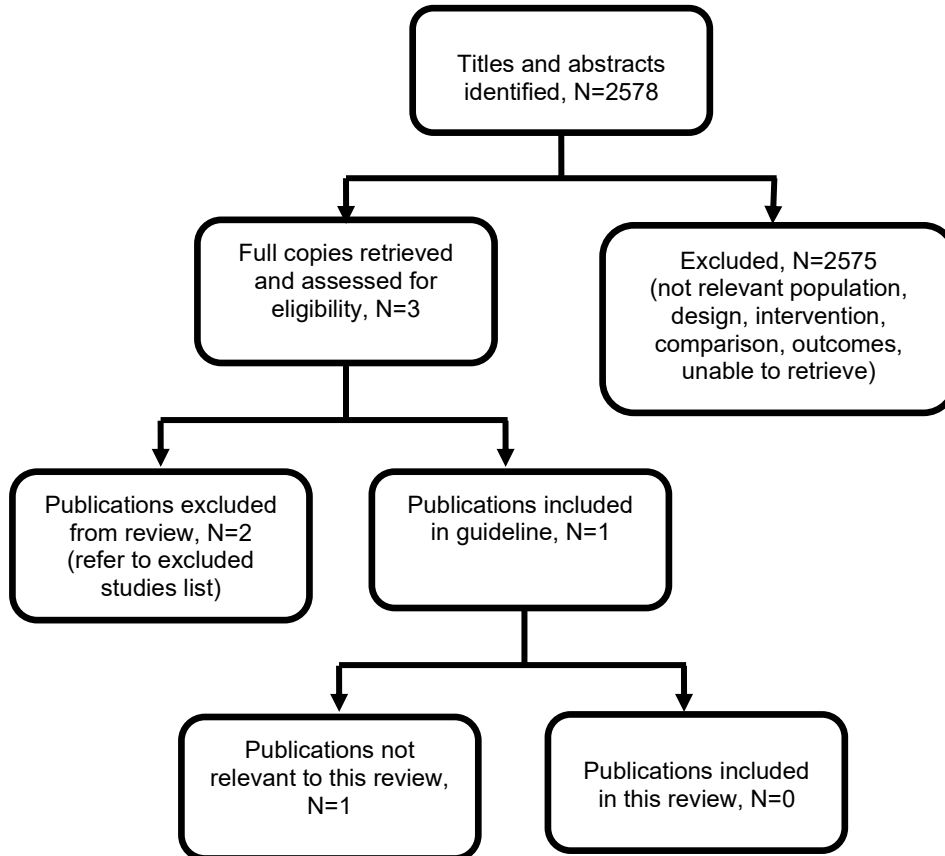 Titles and abstracts
identified, N=2578
Full copies retrieved
and assessed for
eligibility, N=3
Excluded, N=2575
(not relevant population,
design, intervention,
comparison, outcomes,
unable to retrieve)
Publications excluded
from review, N=2
(refer to excluded
studies list)
Publications included
in guideline, N=1
Publications not
relevant to this review,
N=1
Publications included
in this review, N=0